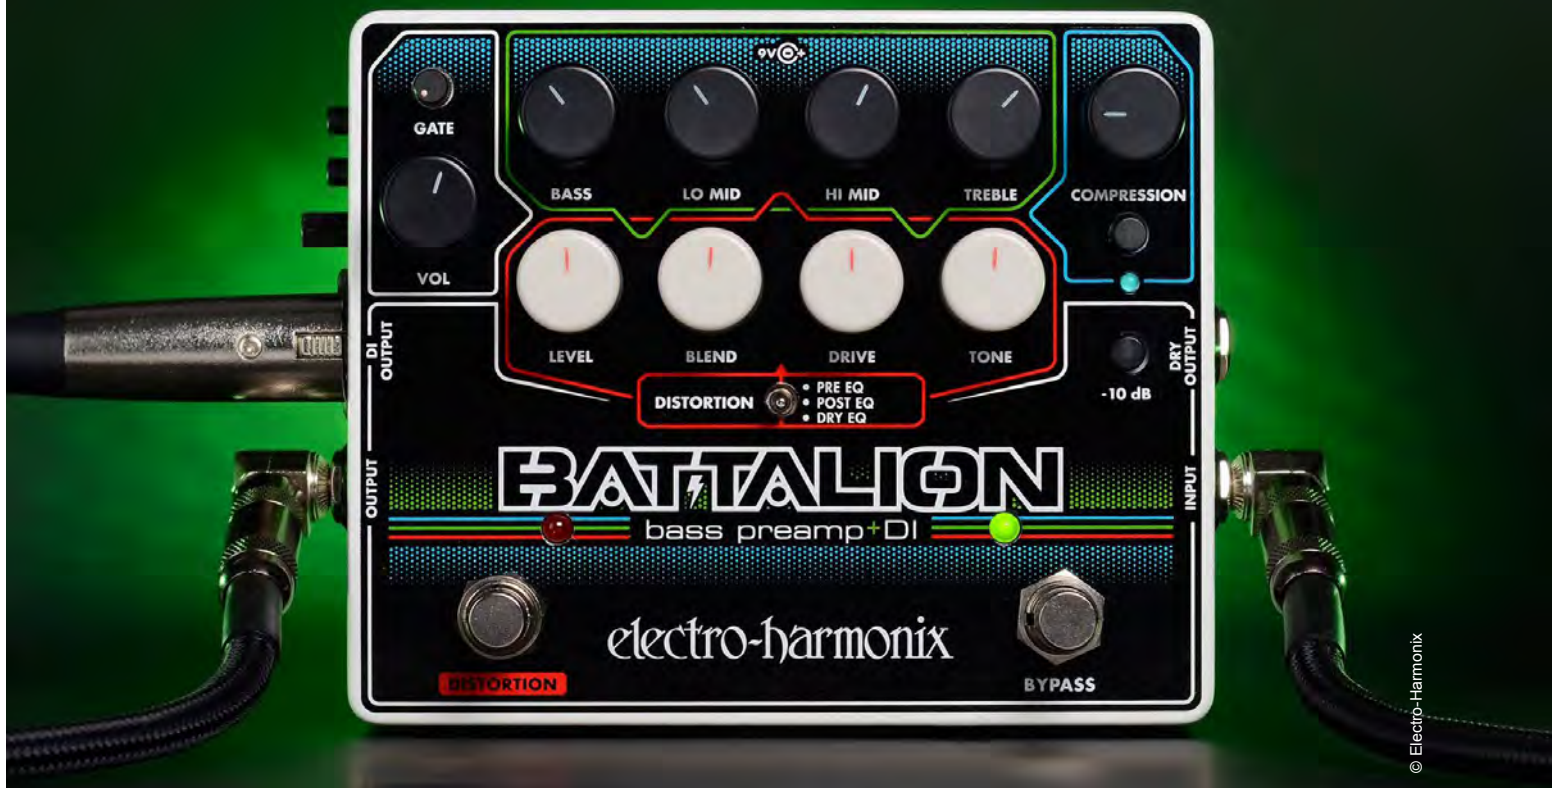 9V +
GATE
VOL
BASS
LO MID
HI MID
TREBLE
COMPRESSION
LEVEL
BLEND
DRIVE
TONE
DI
OUTPUT
DRY
OUTPUT
-10 dB
DISTORTION
• PRE EQ
• POST EQ
• DRY EQ
OUTPUT
INPUT
BATTALION
bass preamp+DI
electro-harmonix
DISTORTION
BYPASS
© Electro-Harmonix